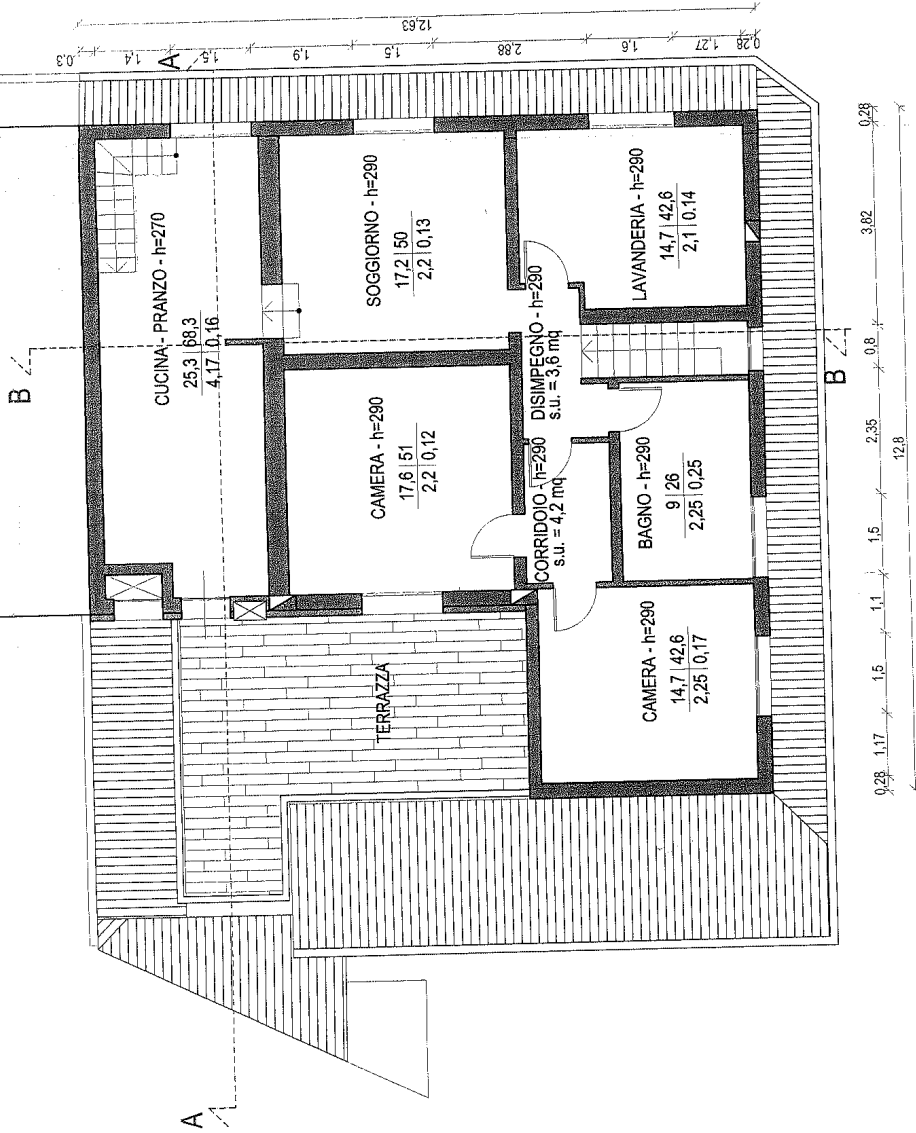 B
A
CUCINA - PRANZO - h=270
25,3 68,3
4,17 0,16
SOGGIORNO - h=290
17,2 50
2,2 0,13
CAMERA - h=290
17,6 51
2,2 0,12
LAVANDERIA - h=290
14,7 42,6
2,1 0.14
DISIMPEGNO - h=290
s.u. = 3,6 mq
CORRIDOIO - h=290
s.u. = 4,2 mq
BAGNO - h=290
9 26
2,25 0,25
CAMERA - h=290
14,7 42,6
2,25 0,17
TERRAZZA
A
B
0,3
1,4
1,5
1,9
1,5
2,88
1,6
1,27
0,28
12,63
0,28
1,17
1,5
1,1
1,5
2,35
0,8
3,82
0,28
12,8